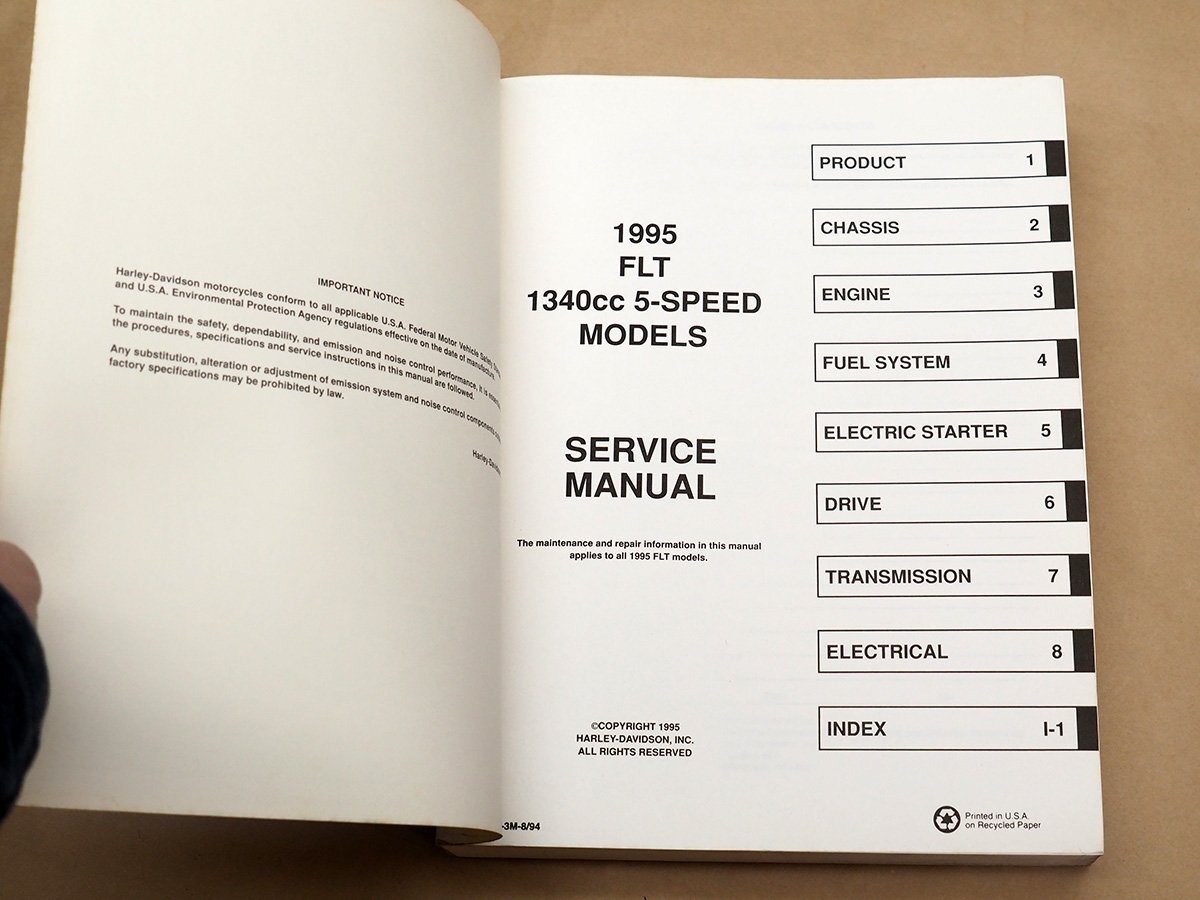 IMPORTANT NOTICE
Harley-Davidson motorcycles conform to all applicable U.S.A. Federal Motor Vehicle Safety
and U.S.A. Environmental Protection Agency regulations effective on the date of manufacture.
To maintain the safety, dependability, and emission and noise control performance, it is
the procedures, specifications and service instructions in this manual are followed.
Any substitution, alteration or adjustment of emission system and noise control components
factory specifications may be prohibited by law.
1995
FLT
1340cc 5-SPEED
MODELS
SERVICE
MANUAL
The maintenance and repair information in this manual
applies to all 1995 FLT models.
©COPYRIGHT 1995
HARLEY-DAVIDSON, INC.
ALL RIGHTS RESERVED
-3M-8/94
PRODUCT 1
CHASSIS 2
ENGINE 3
FUEL SYSTEM 4
ELECTRIC STARTER 5
DRIVE 6
TRANSMISSION 7
ELECTRICAL 8
INDEX I-1
Printed in U.S.A.
on Recycled Paper